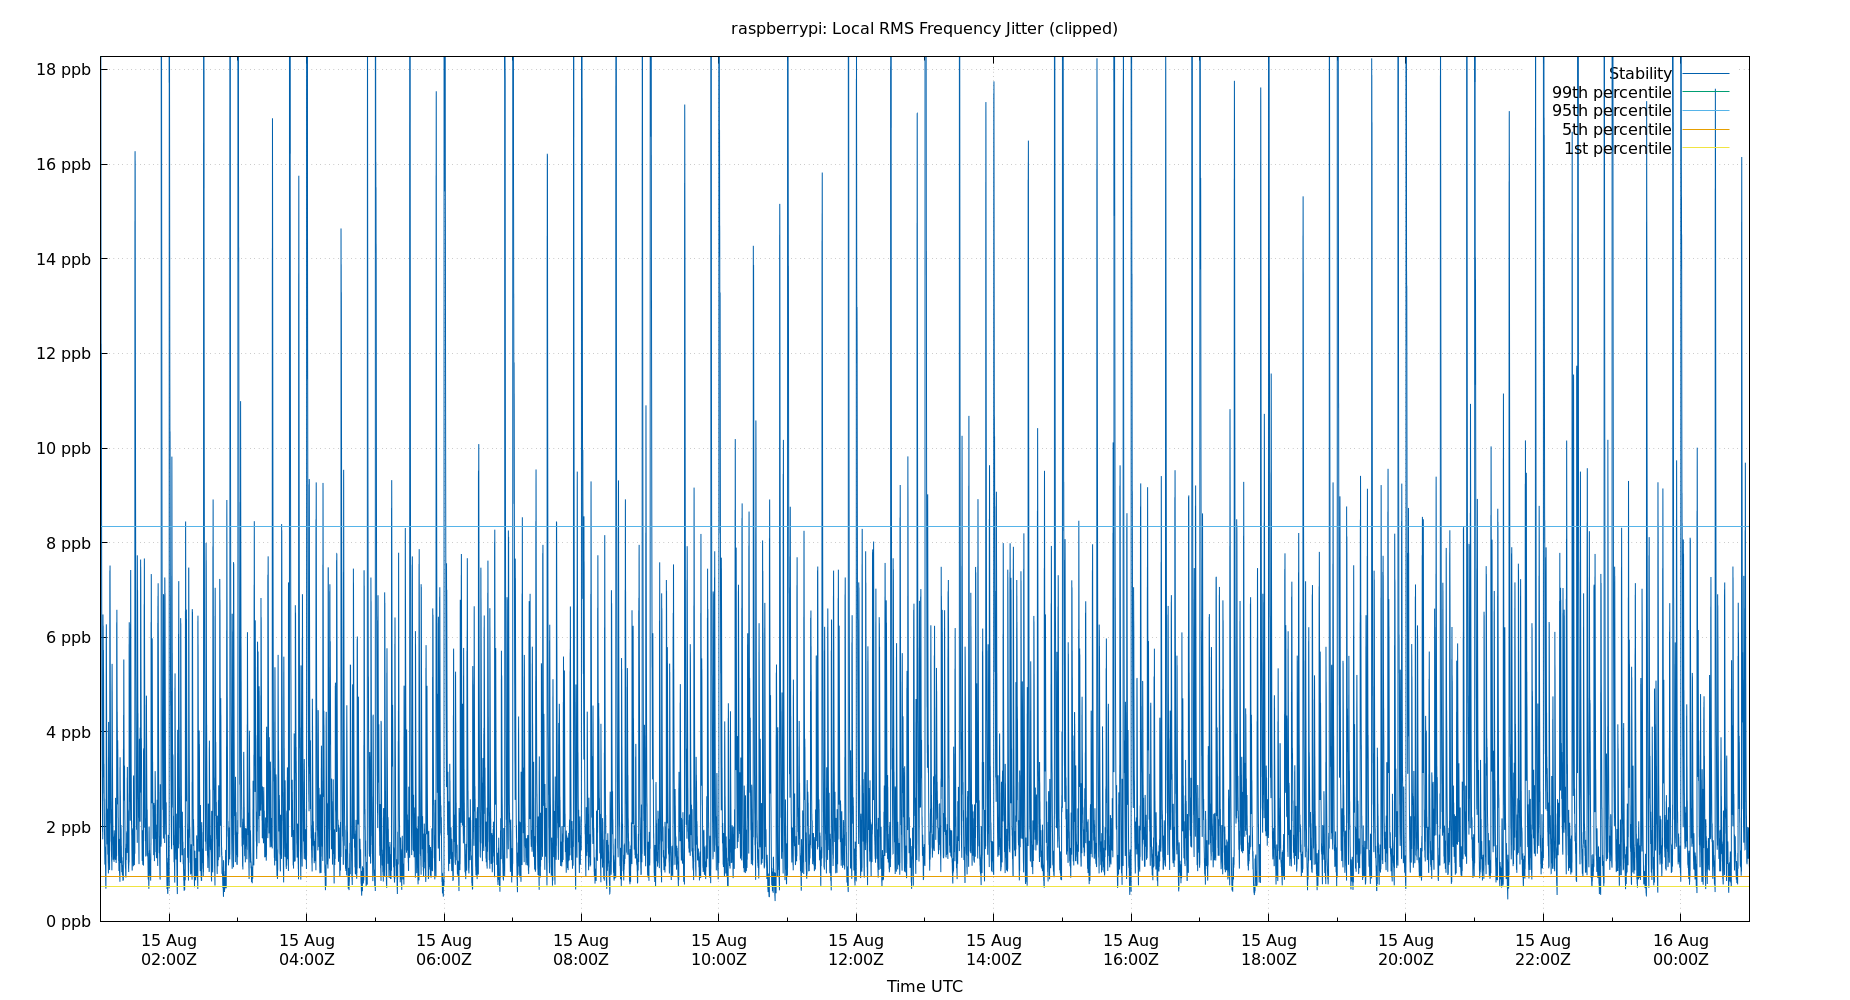 raspberrypi: Local RMS Frequency Jitter (clipped)
18 ppb
16 ppb
14 ppb
12 ppb
10 ppb
8 ppb
6 ppb
4 ppb
2 ppb
0 ppb
Stability
99th percentile
95th percentile
5th percentile
1st percentile
15 Aug 15 Aug 15 Aug 15 Aug 15 Aug 15 Aug 15 Aug 15 Aug 15 Aug 15 Aug 15 Aug 16 Aug
02:00Z 04:00Z 06:00Z 08:00Z 10:00Z 12:00Z 14:00Z 16:00Z 18:00Z 20:00Z 22:00Z 00:00Z
Time UTC